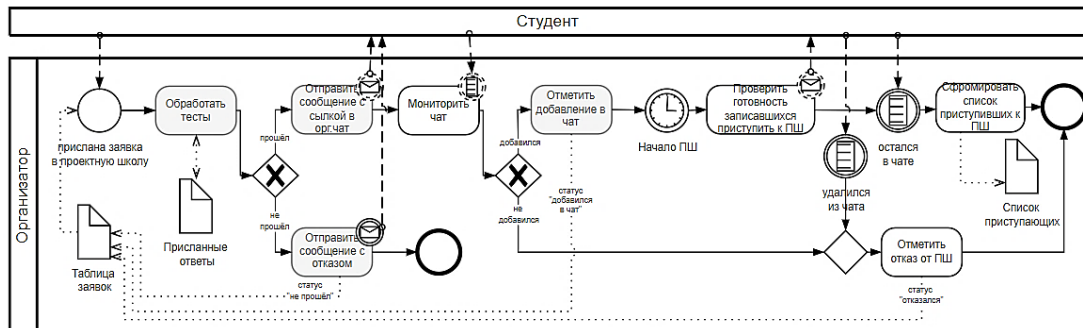 Студент
Организатор
прислана заявка
в проектную школу
Обработать
тесты
прошёл
не
прошёл
Отправить
сообщение с
сылкой в
орг.чат
Мониторить
чат
добавился
не
добавился
Отметить
добавление в
чат
Начало ПШ
Проверить
готовность
записавшихся
приступить к ПШ
остался
в чате
Сфромировать
список
приступивших к
ПШ
удалился
из чата
Список
приступающих
Таблица
заявок
Присланные
ответы
Отправить
сообщение с
отказом
статус
"не прошёл"
статус
"добавился
в чат"
Отметить
отказ от ПШ
статус
"отказался"